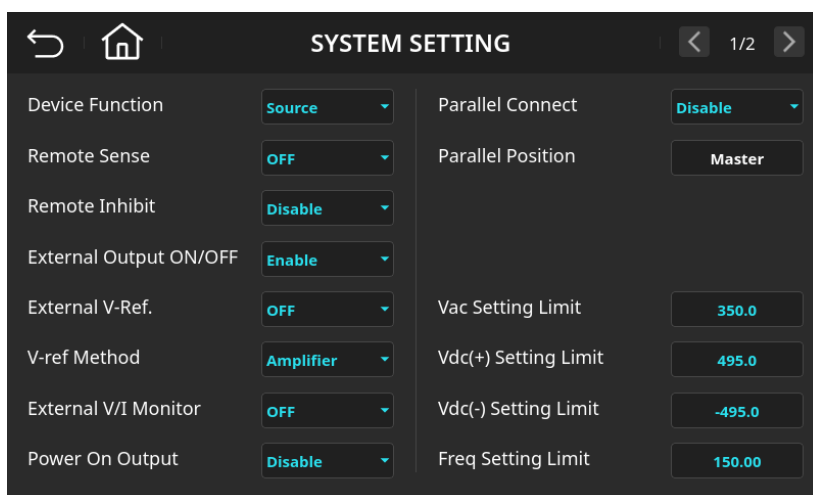 SYSTEM SETTING
1/2
Device Function Source
Remote Sense OFF
Remote Inhibit Disable
External Output ON/OFF Enable
External V-Ref. OFF
V-ref Method Amplifier
External V/I Monitor OFF
Power On Output Disable
Parallel Connect Disable
Parallel Position Master
Vac Setting Limit 350.0
Vdc(+) Setting Limit 495.0
Vdc(-) Setting Limit -495.0
Freq Setting Limit 150.00